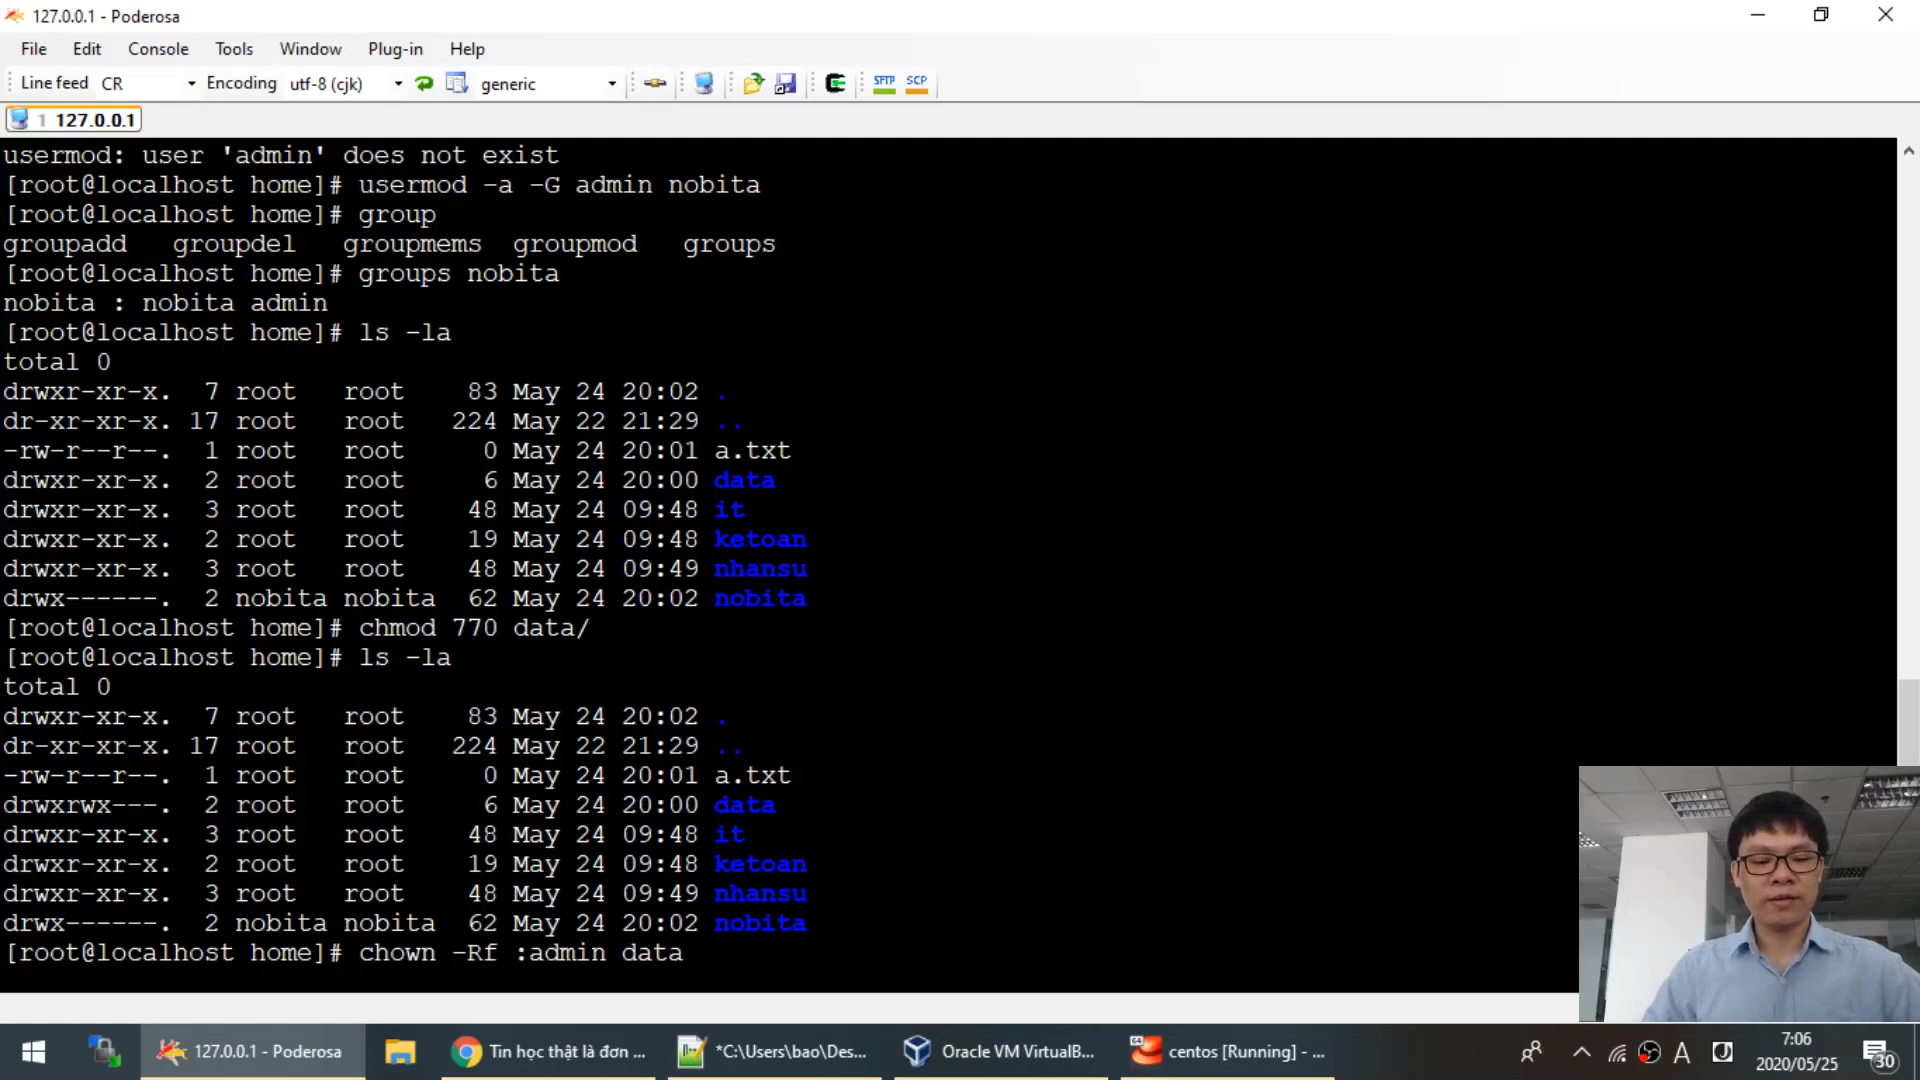 127.0.0.1 - Poderosa
File Edit Console Tools Window Plug-in Help
Line feed CR Encoding utf-8 (cjk) generic SFTP SCP
1 127.0.0.1
usermod: user 'admin' does not exist
[root@localhost home]# usermod -a -G admin nobita
[root@localhost home]# group
groupadd groupdel groupmems groupmod groups
[root@localhost home]# groups nobita
nobita : nobita admin
[root@localhost home]# ls -la
total 0
drwxr-xr-x. 7 root root 83 May 24 20:02 .
dr-xr-xr-x. 17 root root 224 May 22 21:29 ..
-rw-r--r--. 1 root root 0 May 24 20:01 a.txt
drwxr-xr-x. 2 root root 6 May 24 20:00 data
drwxr-xr-x. 3 root root 48 May 24 09:48 it
drwxr-xr-x. 2 root root 19 May 24 09:48 ketoan
drwxr-xr-x. 3 root root 48 May 24 09:49 nhansu
drwx------. 2 nobita nobita 62 May 24 20:02 nobita
[root@localhost home]# chmod 770 data/
[root@localhost home]# ls -la
total 0
drwxr-xr-x. 7 root root 83 May 24 20:02 .
dr-xr-xr-x. 17 root root 224 May 22 21:29 ..
-rw-r--r--. 1 root root 0 May 24 20:01 a.txt
drwxrwx---. 2 root root 6 May 24 20:00 data
drwxr-xr-x. 3 root root 48 May 24 09:48 it
drwxr-xr-x. 2 root root 19 May 24 09:48 ketoan
drwxr-xr-x. 3 root root 48 May 24 09:49 nhansu
drwx------. 2 nobita nobita 62 May 24 20:02 nobita
[root@localhost home]# chown -Rf :admin data
127.0.0.1 - Poderosa Tin học thật là đơn ... *C:\Users\bao\Des... Oracle VM VirtualB... 64 centos [Running] - ... A J 7:06
2020/05/25 30